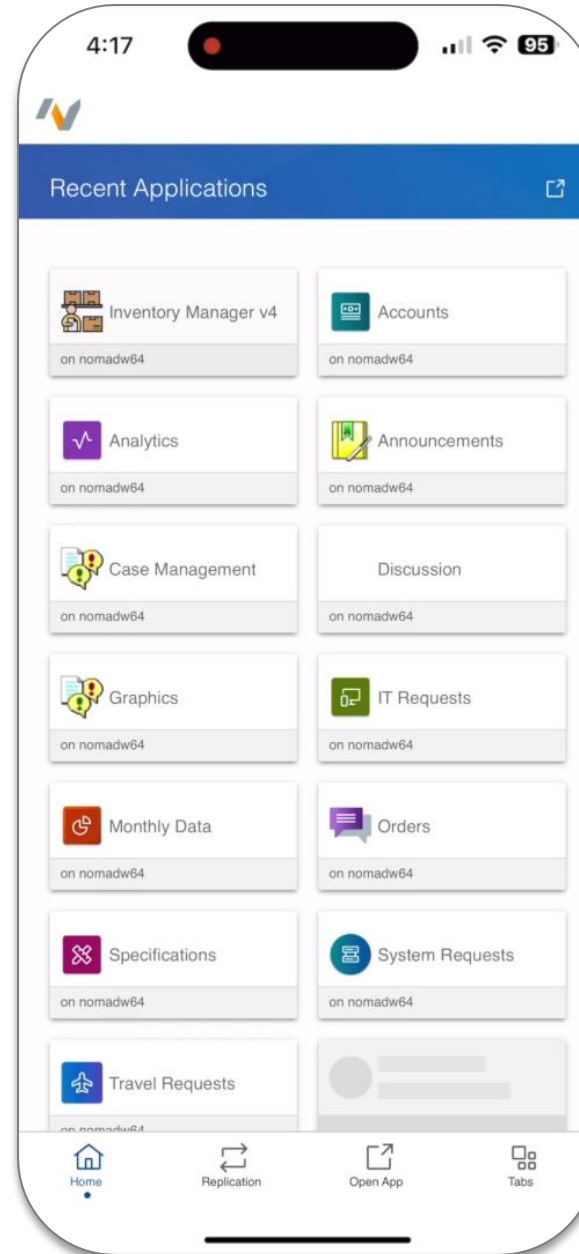 4:17
95
Recent Applications
Inventory Manager v4
on nomadw64
Accounts
on nomadw64
Analytics
on nomadw64
Announcements
on nomadw64
Case Management
on nomadw64
Discussion
on nomadw64
Graphics
on nomadw64
IT Requests
on nomadw64
Monthly Data
on nomadw64
Orders
on nomadw64
Specifications
on nomadw64
System Requests
on nomadw64
Travel Requests
on nomadw64
Home
Replication
Open App
Tabs